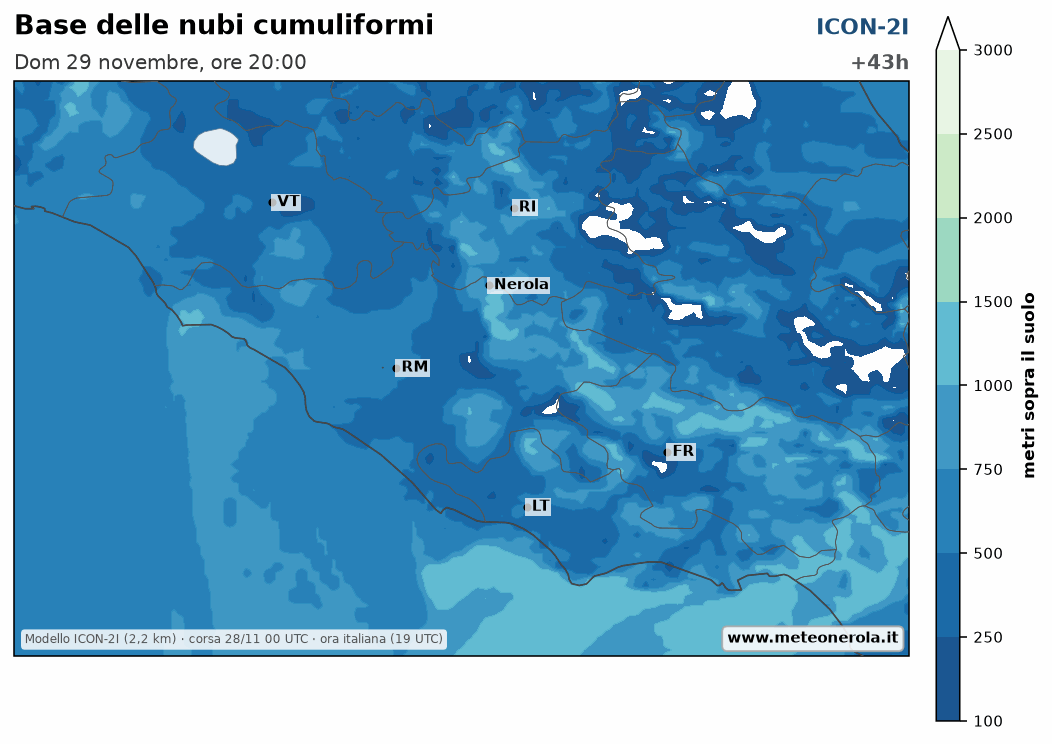 Base delle nubi cumuliformi
ICON-2I
Dom 29 novembre, ore 20:00
+43h
VT
RI
Nerola
RM
FR
LT
Modello ICON-2I (2,2 km) · corsa 28/11 00 UTC · ora italiana (19 UTC)
www.meteonerola.it
3000
2500
2000
1500
1000
750
500
250
100
metri sopra il suolo